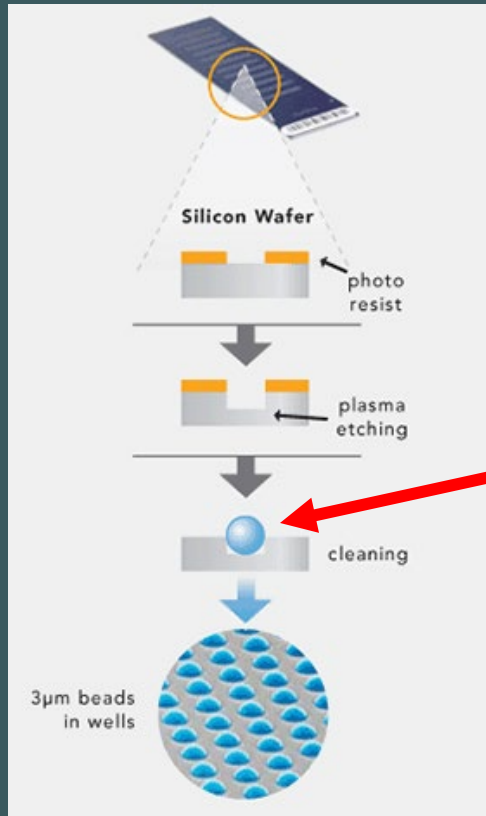 Silicon Wafer
photo
resist
plasma
etching
cleaning
3µm beads
in wells